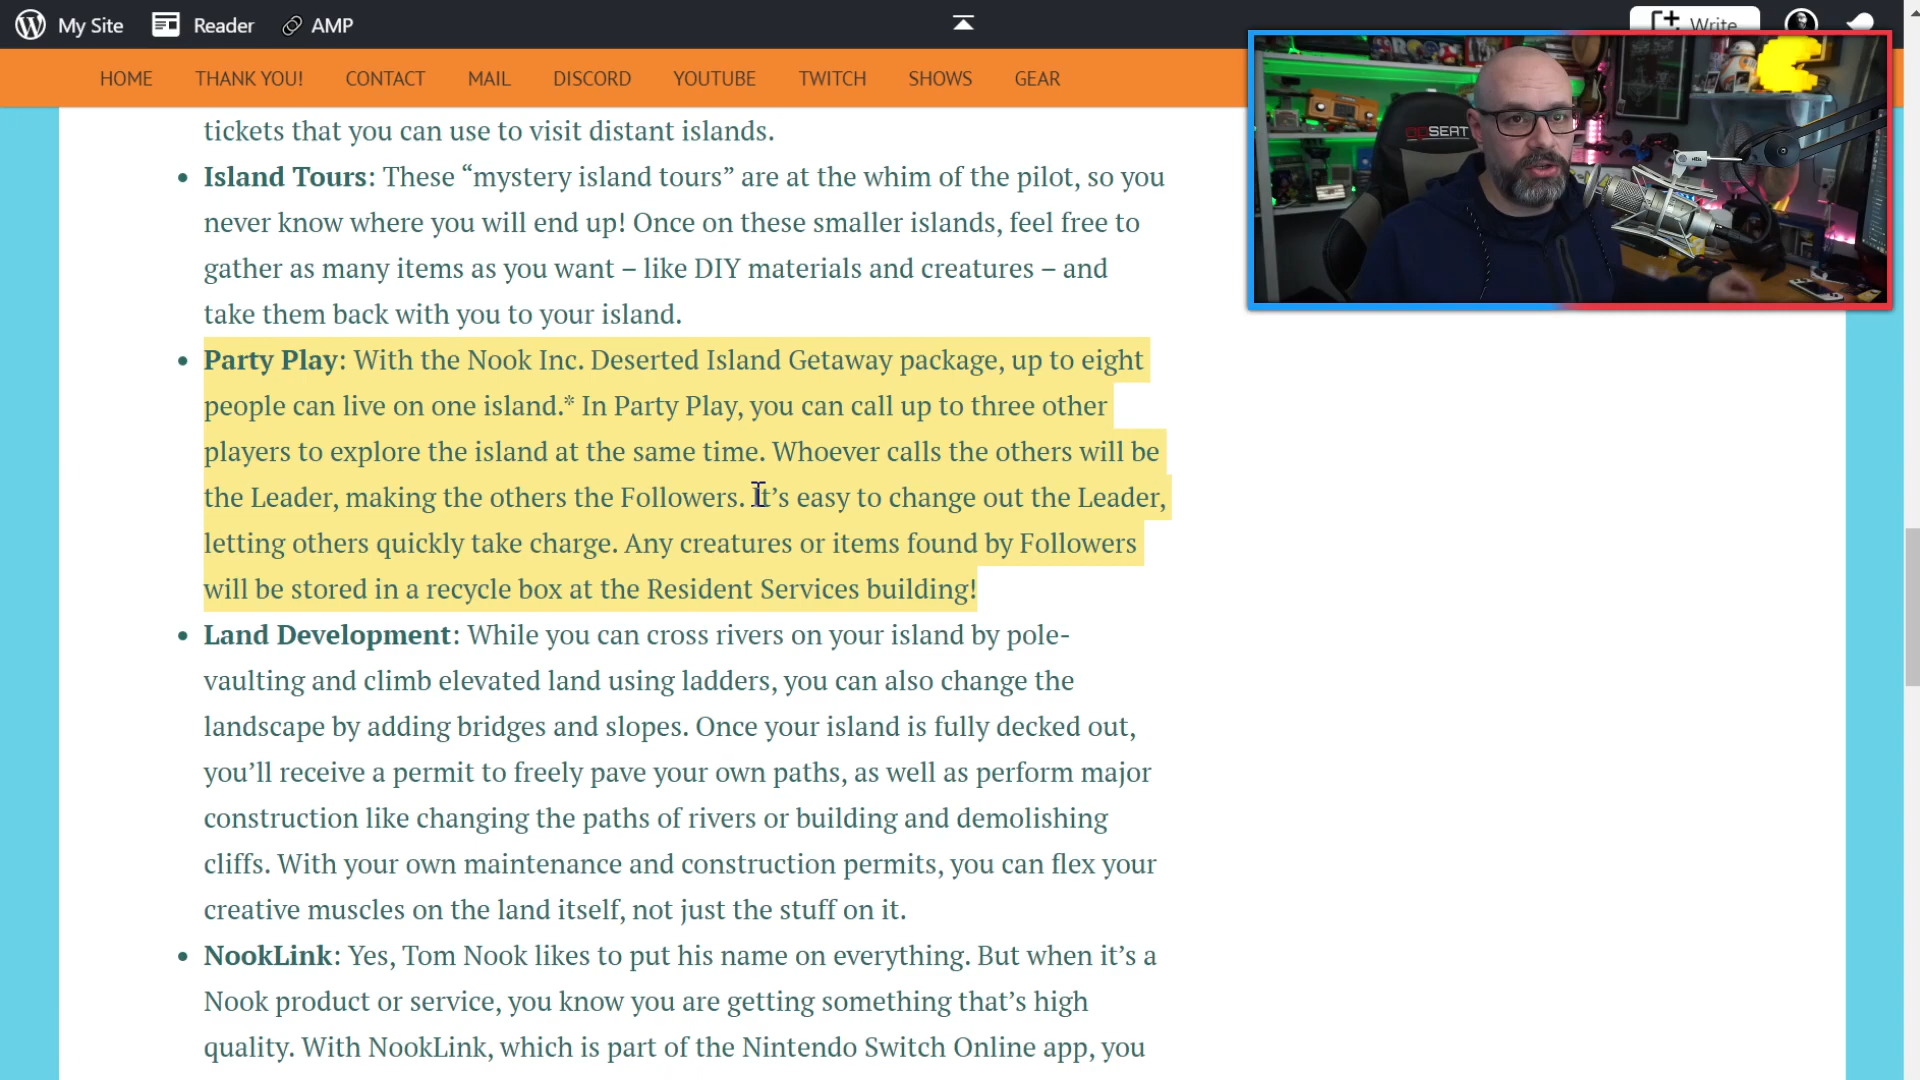 My Site Reader AMP Write
HOME THANK YOU! CONTACT MAIL DISCORD YOUTUBE TWITCH SHOWS GEAR
tickets that you can use to visit distant islands.
• Island Tours: These “mystery island tours” are at the whim of the pilot, so you
never know where you will end up! Once on these smaller islands, feel free to
gather as many items as you want – like DIY materials and creatures – and
take them back with you to your island.
• Party Play: With the Nook Inc. Deserted Island Getaway package, up to eight
people can live on one island.* In Party Play, you can call up to three other
players to explore the island at the same time. Whoever calls the others will be
the Leader, making the others the Followers. It’s easy to change out the Leader,
letting others quickly take charge. Any creatures or items found by Followers
will be stored in a recycle box at the Resident Services building!
• Land Development: While you can cross rivers on your island by pole-
vaulting and climb elevated land using ladders, you can also change the
landscape by adding bridges and slopes. Once your island is fully decked out,
you’ll receive a permit to freely pave your own paths, as well as perform major
construction like changing the paths of rivers or building and demolishing
cliffs. With your own maintenance and construction permits, you can flex your
creative muscles on the land itself, not just the stuff on it.
• NookLink: Yes, Tom Nook likes to put his name on everything. But when it’s a
Nook product or service, you know you are getting something that’s high
quality. With NookLink, which is part of the Nintendo Switch Online app, you